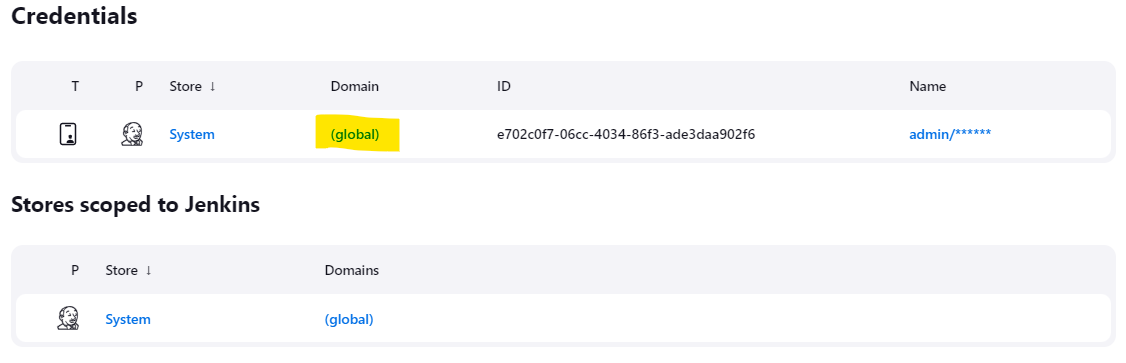 Credentials
T P Store ↓ Domain ID Name
System (global) e702c0f7-06cc-4034-86f3-ade3daa902f6 admin/******
Stores scoped to Jenkins
P Store ↓ Domains
System (global)